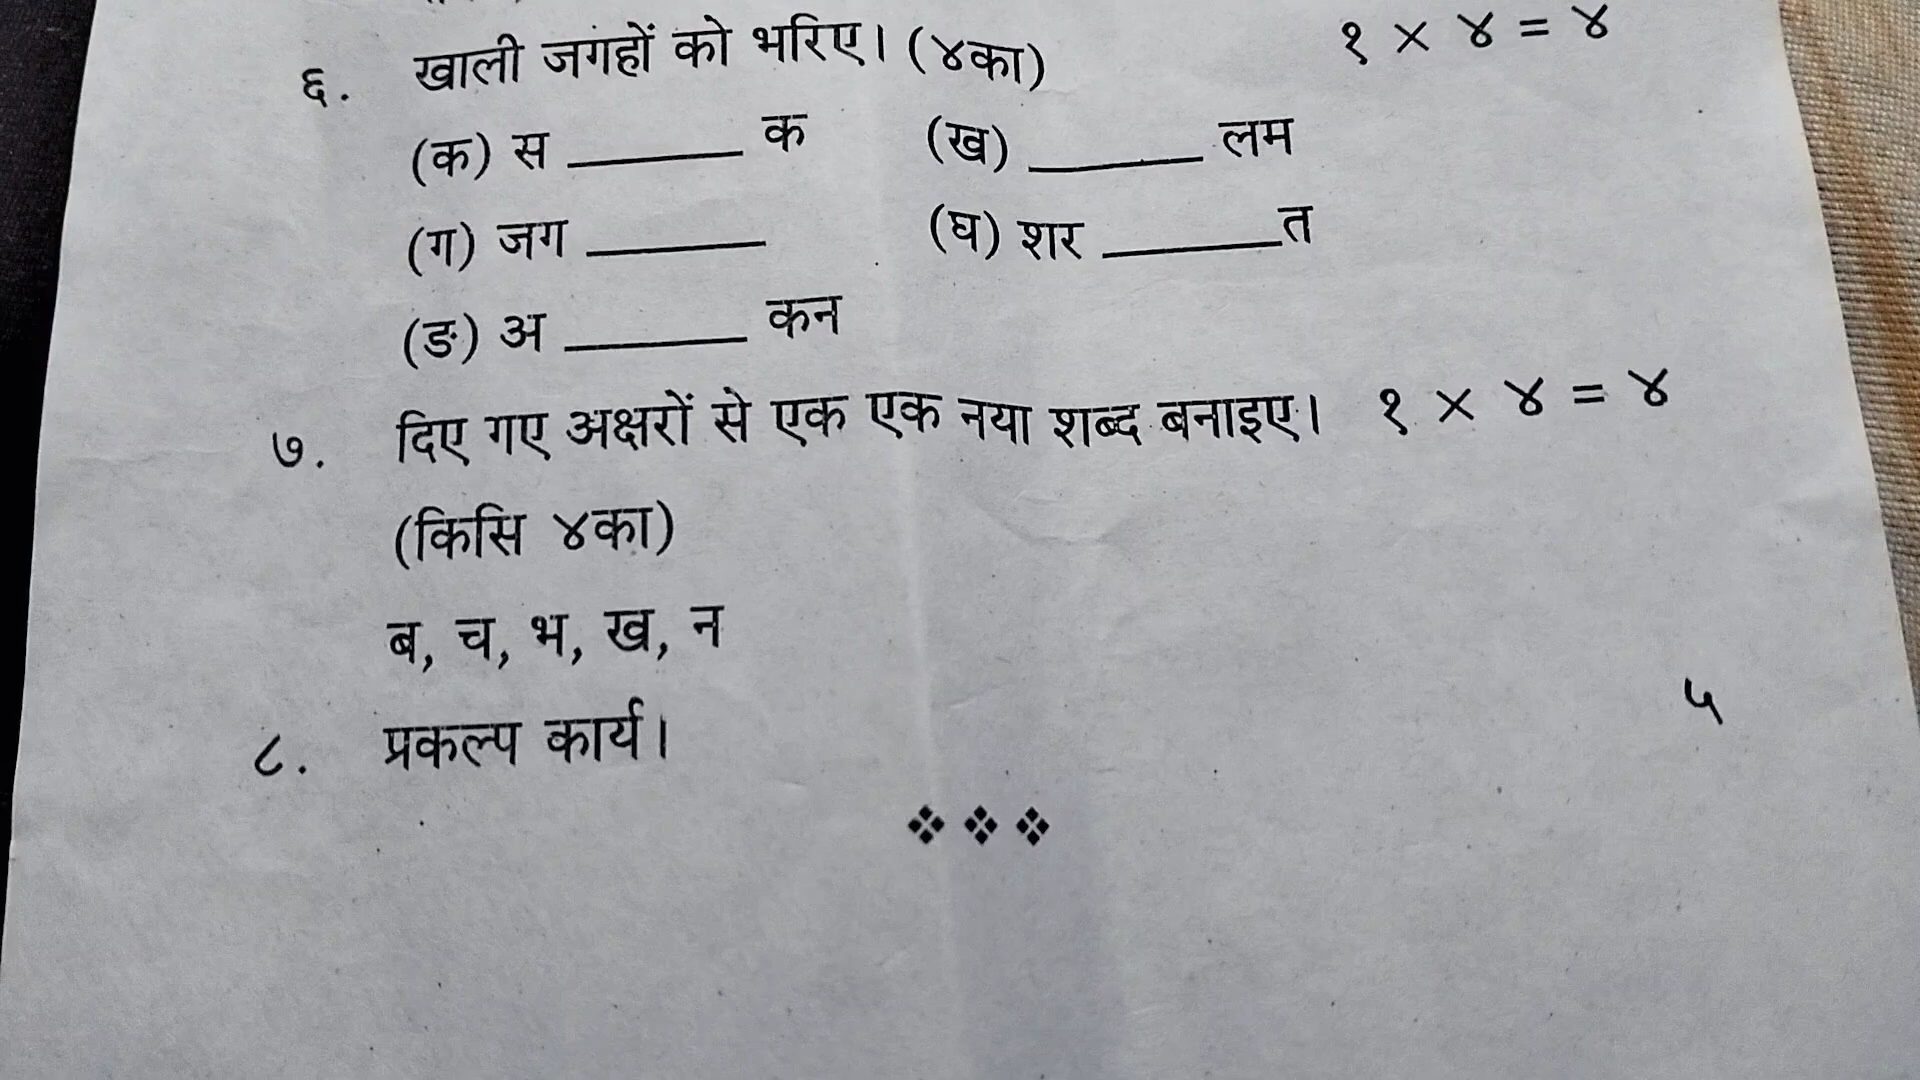 ६. खाली जगहों को भरिए। (४का) १ × ४ = ४
(क) स ______ क (ख) ______ लम
(ग) जग ______ (घ) शर ______त
(ङ) अ ______ कन
७. दिए गए अक्षरों से एक एक नया शब्द बनाइए। १ × ४ = ४
(किसि ४का)
ब, च, भ, ख, न
८. प्रकल्प कार्य। ५